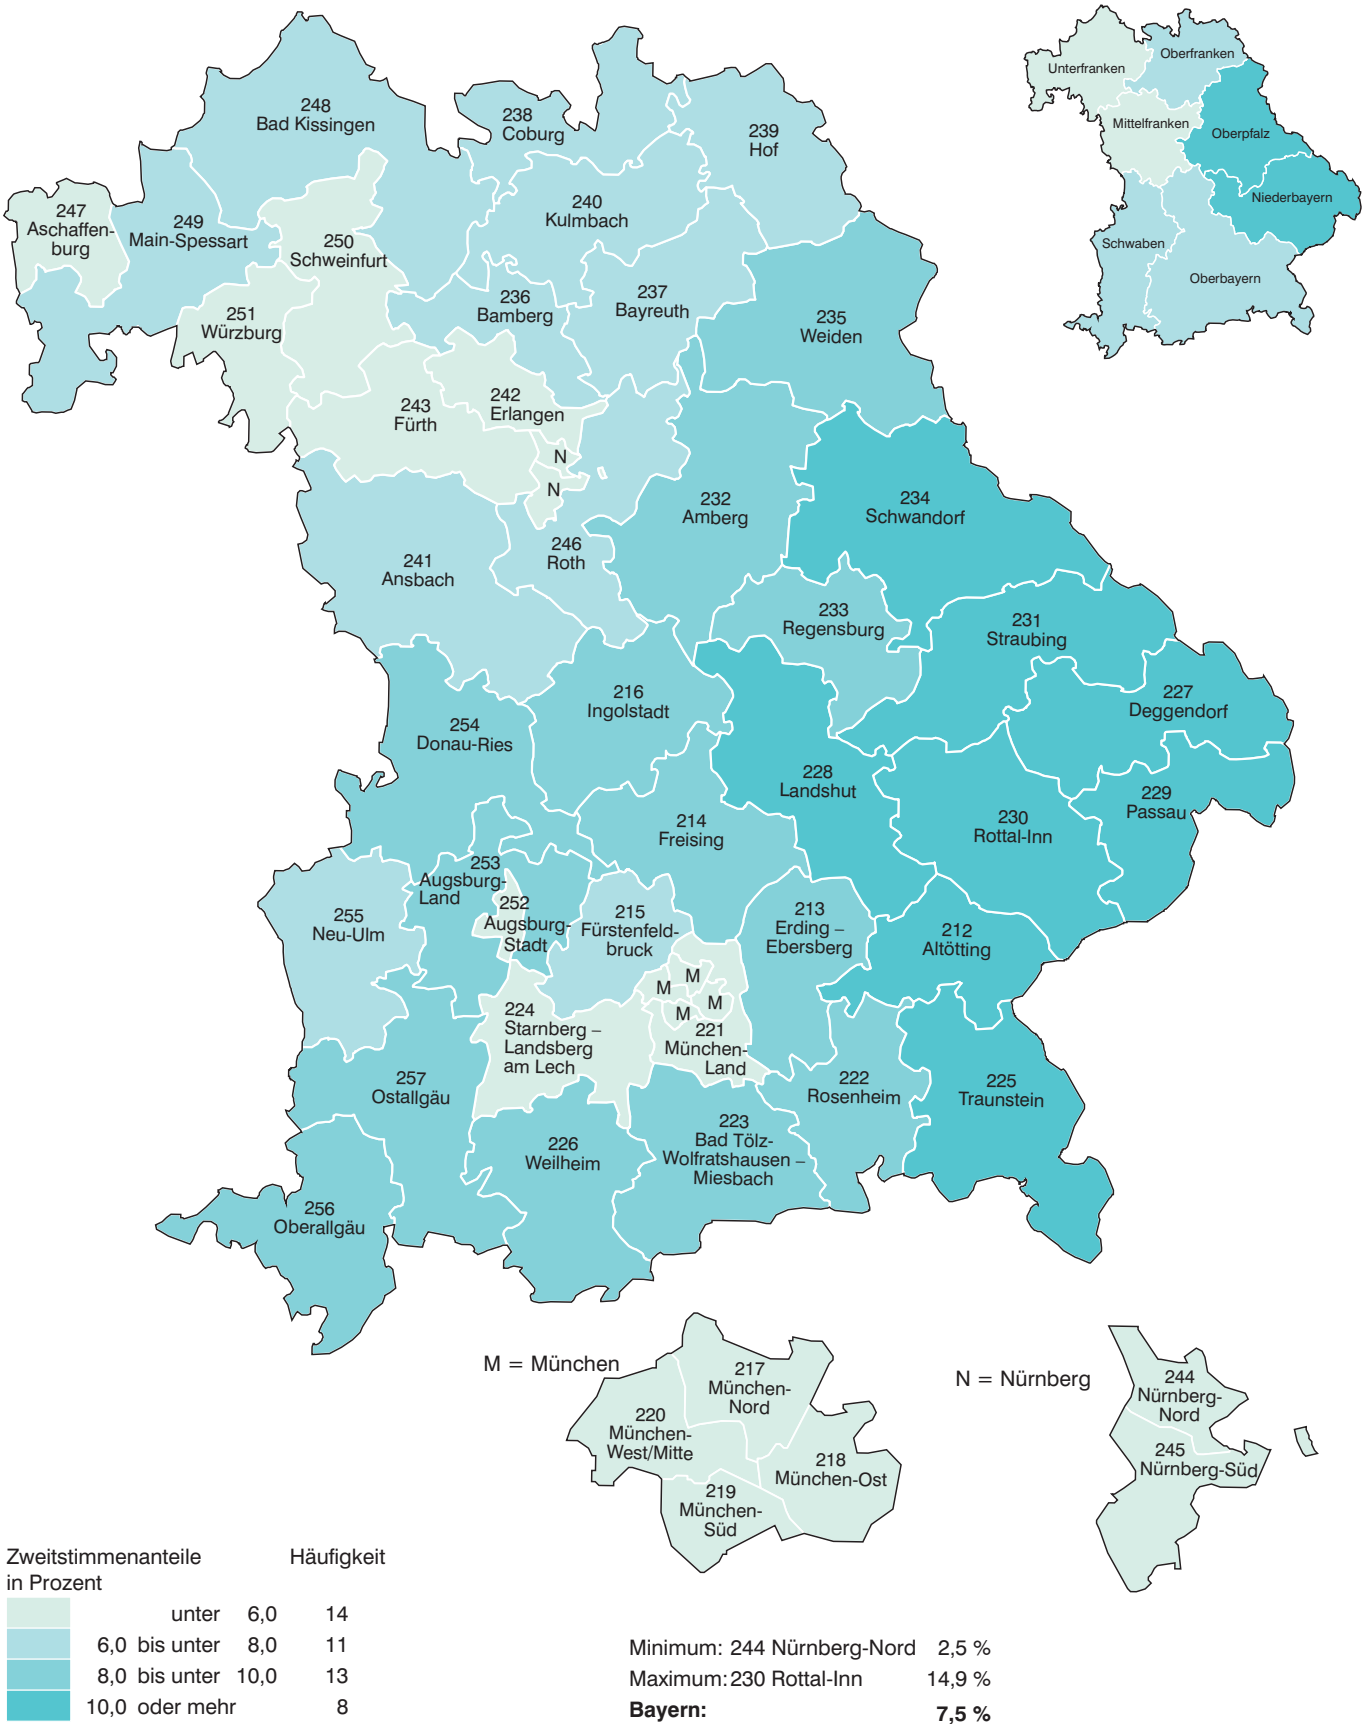 248
Bad Kissingen
238
Coburg
239
Hof
247
Aschaffen-
burg
249
Main-Spessart
240
Kulmbach
250
Schweinfurt
251
Würzburg
236
Bamberg
237
Bayreuth
235
Weiden
243
Fürth
242
Erlangen
N
N
232
Amberg
234
Schwandorf
241
Ansbach
246
Roth
233
Regensburg
231
Straubing
227
Deggendorf
216
Ingolstadt
254
Donau-Ries
228
Landshut
229
Passau
230
Rottal-Inn
214
Freising
253
Augsburg-
Land
252
Augsburg-
Stadt
255
Neu-Ulm
215
Fürstenfeld-
bruck
213
Erding –
Ebersberg
212
Altötting
M
M
M
M
224
Starnberg –
Landsberg
am Lech
221
München-
Land
257
Ostallgäu
222
Rosenheim
225
Traunstein
226
Weilheim
223
Bad Tölz-
Wolfratshausen –
Miesbach
256
Oberallgäu
Unterfranken
Oberfranken
Mittelfranken
Oberpfalz
Niederbayern
Schwaben
Oberbayern
M = München
217
München-
Nord
220
München-
West/Mitte
218
München-Ost
219
München-
Süd
N = Nürnberg
244
Nürnberg-
Nord
245
Nürnberg-Süd
Zweitstimmenanteile Häufigkeit
in Prozent
unter 6,0 14
6,0 bis unter 8,0 11
8,0 bis unter 10,0 13
10,0 oder mehr 8
Minimum: 244 Nürnberg-Nord 2,5 %
Maximum: 230 Rottal-Inn 14,9 %
Bayern: 7,5 %